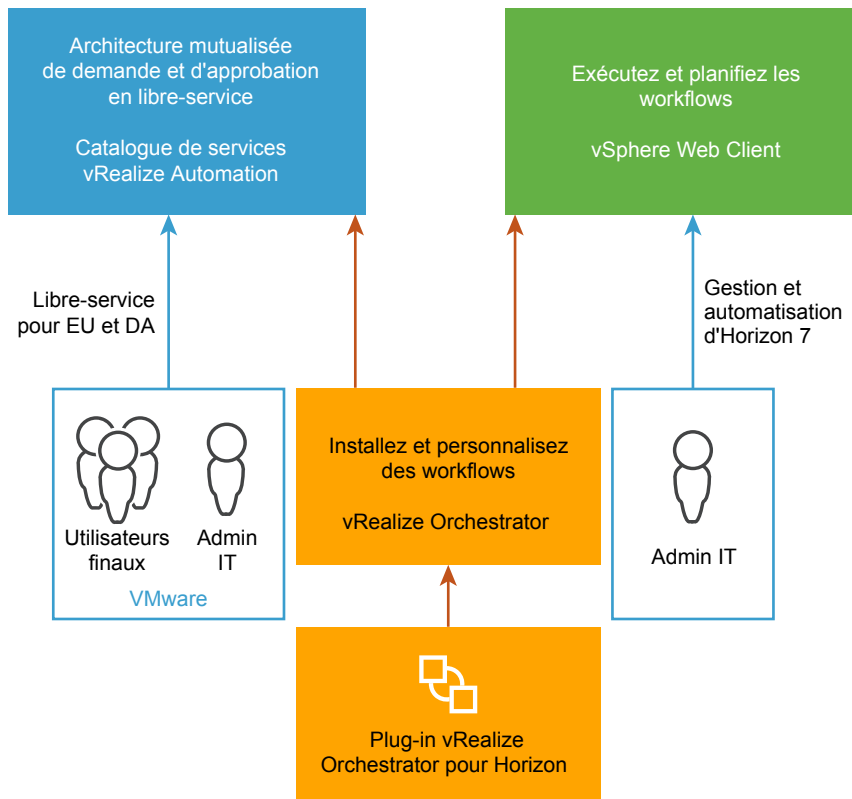 Architecture mutualisée
de demande et d'approbation
en libre-service
Catalogue de services
vRealize Automation
Exécutez et planifiez les
workflows
vSphere Web Client
Libre-service
pour EU et DA
Gestion et
automatisation
d'Horizon 7
Utilisateurs
finaux
Admin
IT
VMware
Installez et personnalisez
des workflows
vRealize Orchestrator
Admin IT
Plug-in vRealize
Orchestrator pour Horizon